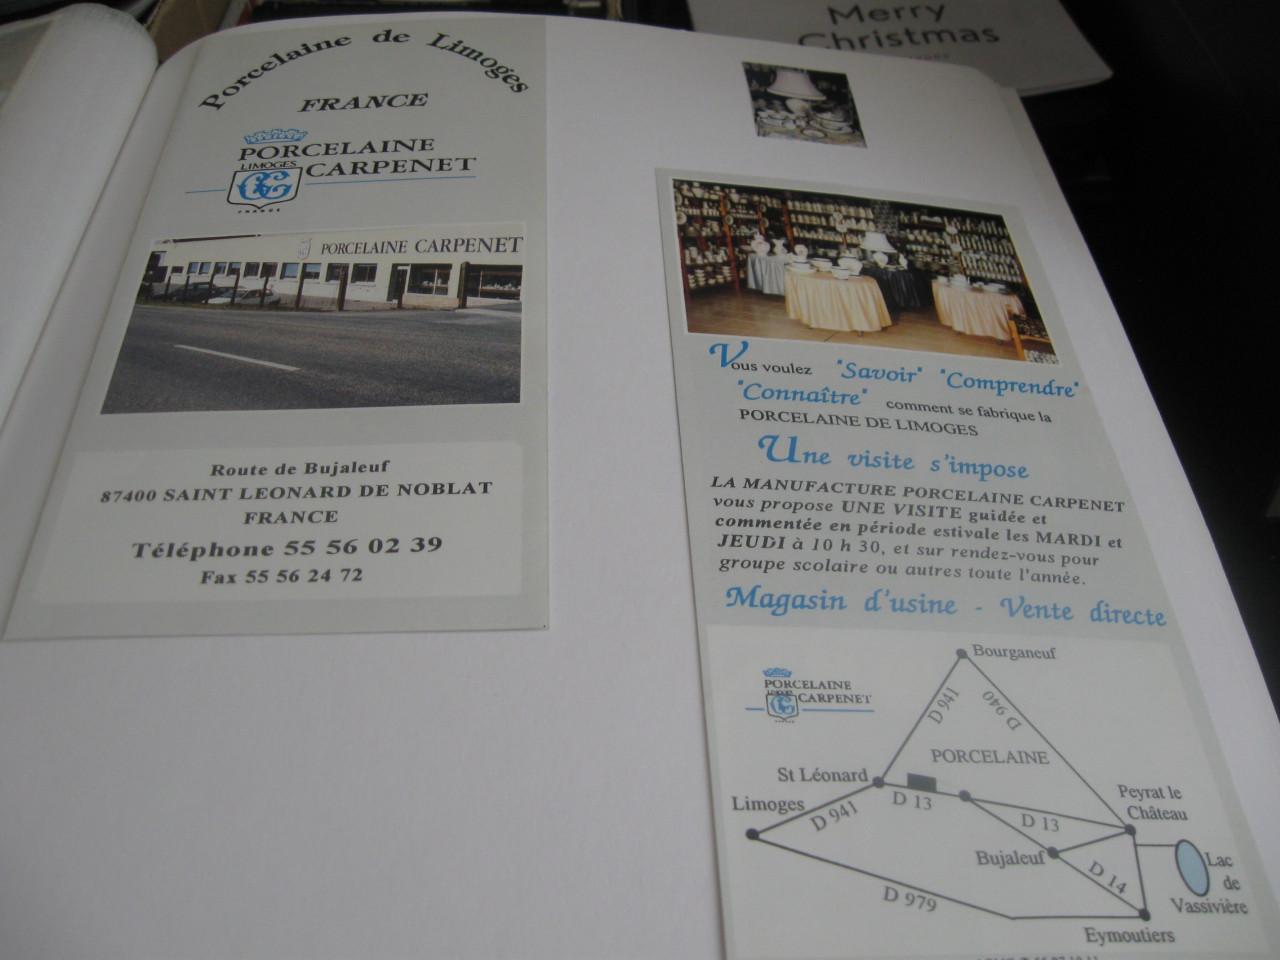 Merry
Christmas
Porcelaine de Limoges
FRANCE
PORCELAINE
LIMOGES
CARPENET
FRANCE
PORCELAINE CARPENET
Route de Bujaleuf
87400 SAINT LEONARD DE NOBLAT
FRANCE
Téléphone 55 56 02 39
Fax 55 56 24 72
Vous voulez "Savoir" "Comprendre"
"Connaître" comment se fabrique la
PORCELAINE DE LIMOGES
Une visite s'impose
LA MANUFACTURE PORCELAINE CARPENET
vous propose UNE VISITE guidée et
commentée en période estivale les MARDI et
JEUDI à 10 h 30, et sur rendez-vous pour
groupe scolaire ou autres toute l'année.
Magasin d'usine - Vente directe
Bourganeuf
PORCELAINE
LIMOGES
CARPENET
D 941
D 940
PORCELAINE
St Léonard
Peyrat le
Château
Limoges
D 941
D 13
D 13
Bujaleuf
D 14
Lac
de
Vassivière
D 979
Eymoutiers